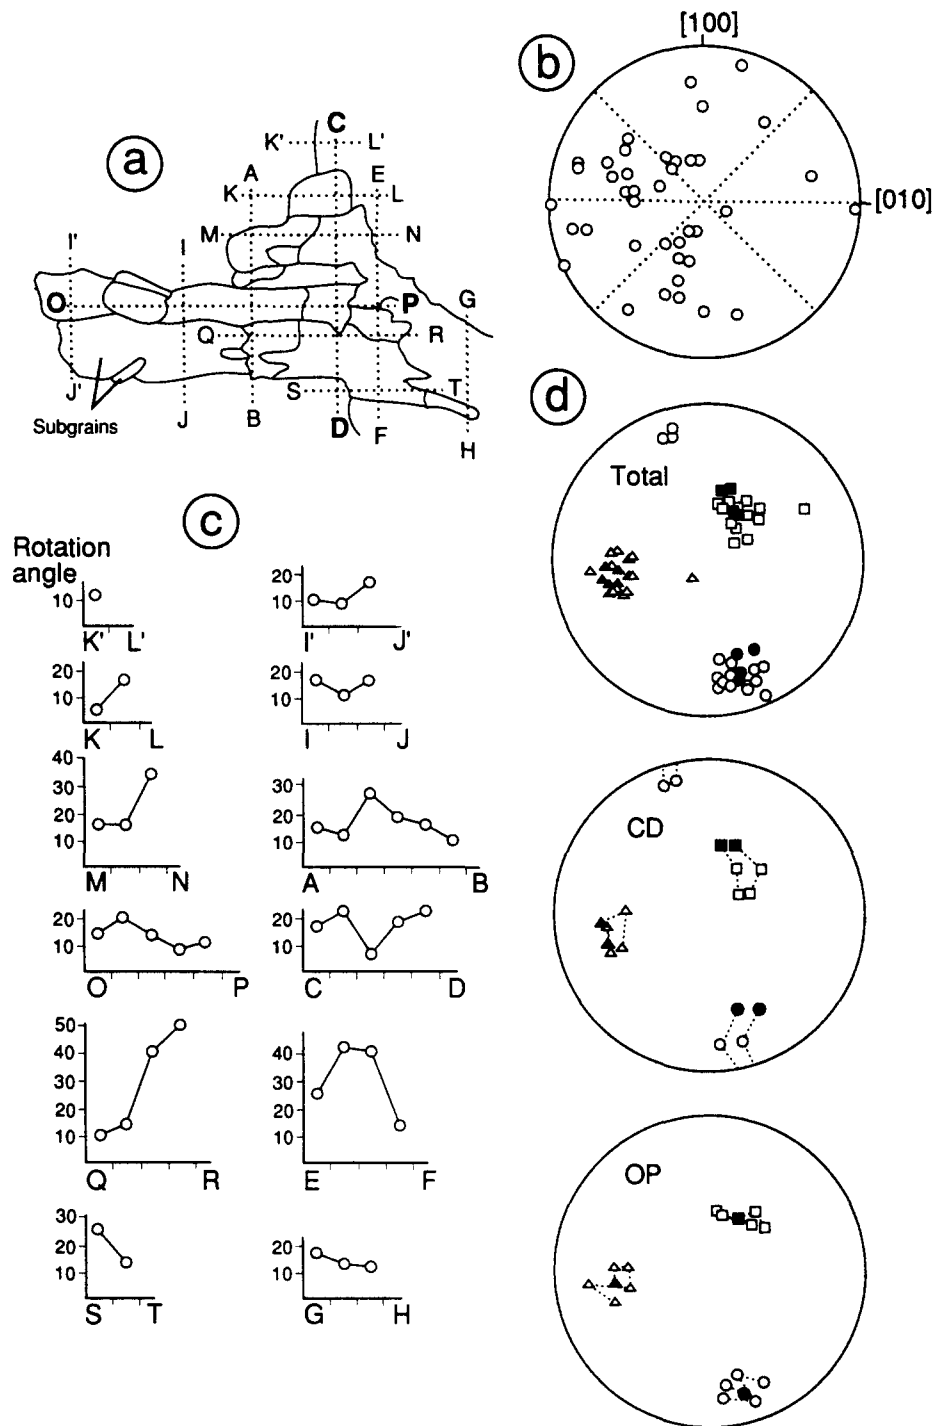 a
C
K' L'
A E
K L
M N
I' I
O P G
Q R
J' S T
Subgrains J B D F
H
b
[100]
[010]
c
Rotation
angle
10
K' L'
20
10
K L
40
30
20
10
M N
20
10
O P
50
40
30
20
10
Q R
30
20
10
S T
20
10
I' J'
20
10
I J
30
20
10
A B
20
10
C D
40
30
20
10
E F
20
10
G H
d
Total
CD
OP